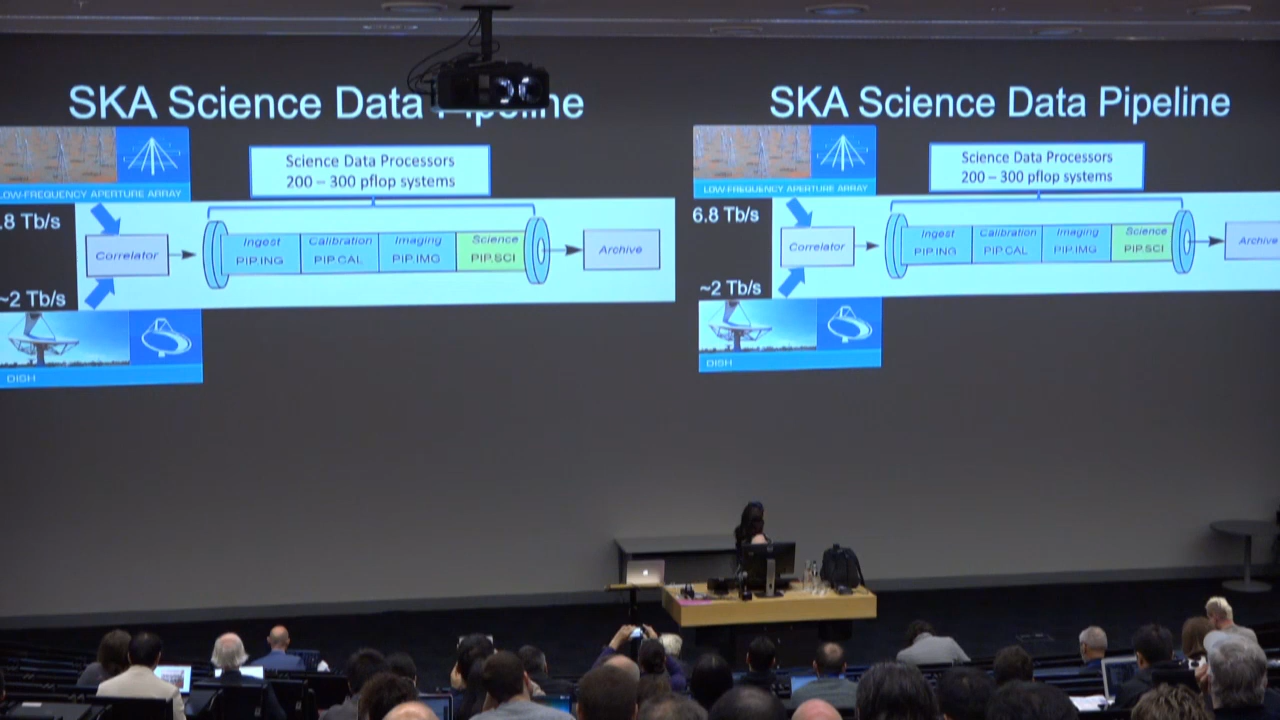 SKA Science Data Pipeline
Science Data Processors
200 – 300 pflop systems
LOW-FREQUENCY APERTURE ARRAY
.8 Tb/s
Correlator
Ingest
PIP.ING
Calibration
PIP.CAL
Imaging
PIP.IMG
Science
PIP.SCI
Archive
~2 Tb/s
DISH
SKA Science Data Pipeline
Science Data Processors
200 – 300 pflop systems
LOW-FREQUENCY APERTURE ARRAY
6.8 Tb/s
Correlator
Ingest
PIP.ING
Calibration
PIP.CAL
Imaging
PIP.IMG
Science
PIP.SCI
Archive
~2 Tb/s
DISH